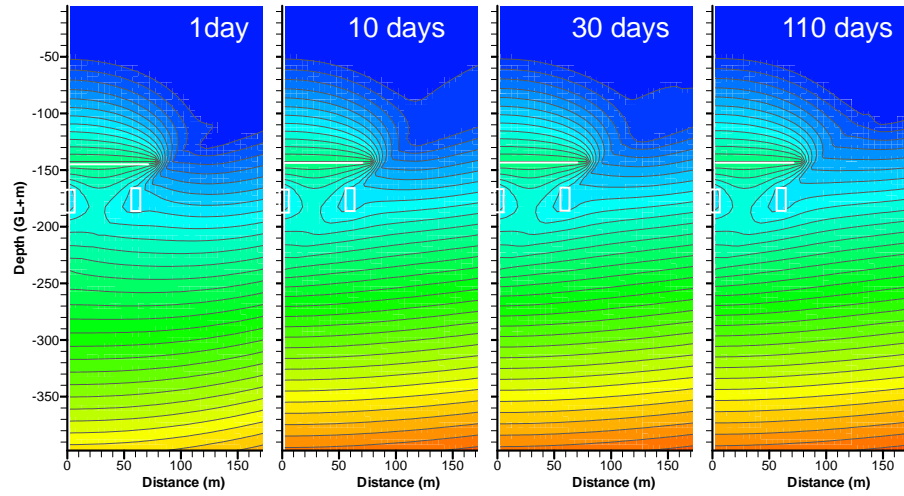 1day 10 days 30 days 110 days
-50
-100
-150
-200
-250
-300
-350
Depth (GL+m)
0 50 100 150 0 50 100 150 0 50 100 150 0 50 100 150
Distance (m) Distance (m) Distance (m) Distance (m)